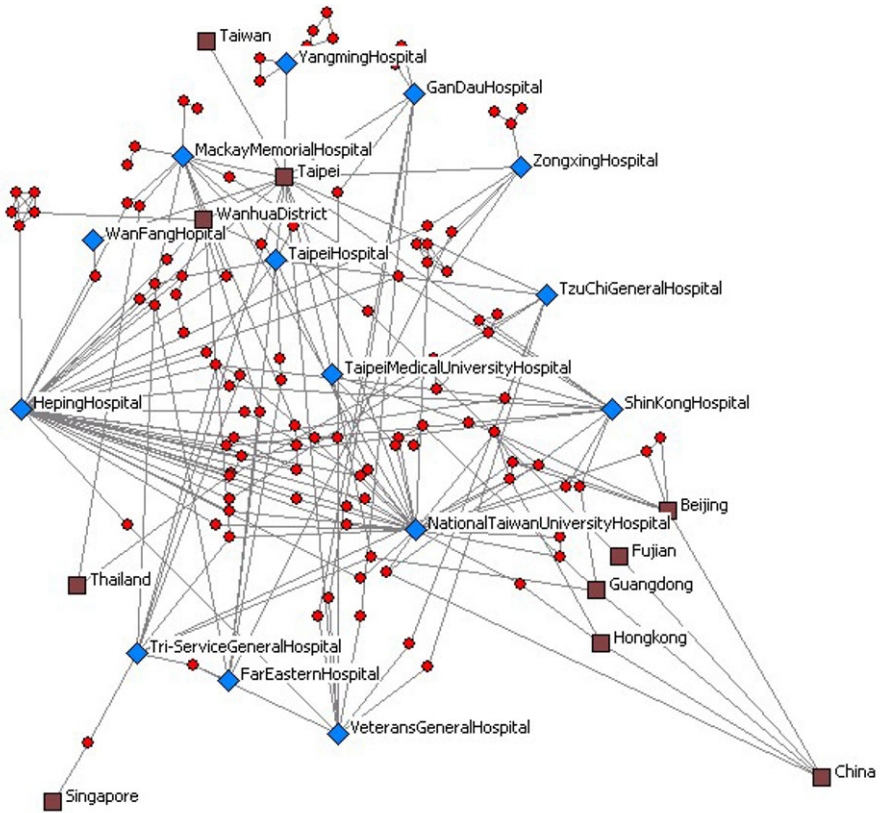 Taiwan
YangmingHospital
GanDauHospital
MackayMemorialHospital
ZongxingHospital
Taipei
WanhuaDistrict
WanFangHopital
TaipeiHospital
TzuChiGeneralHospital
TaipeiMedicalUniversityHospital
HepingHospital
ShinKongHospital
Beijing
NationalTaiwanUniversityHospital
Fujian
Thailand
Guangdong
Hongkong
Tri-ServiceGeneralHospital
FarEasternHospital
VeteransGeneralHospital
China
Singapore